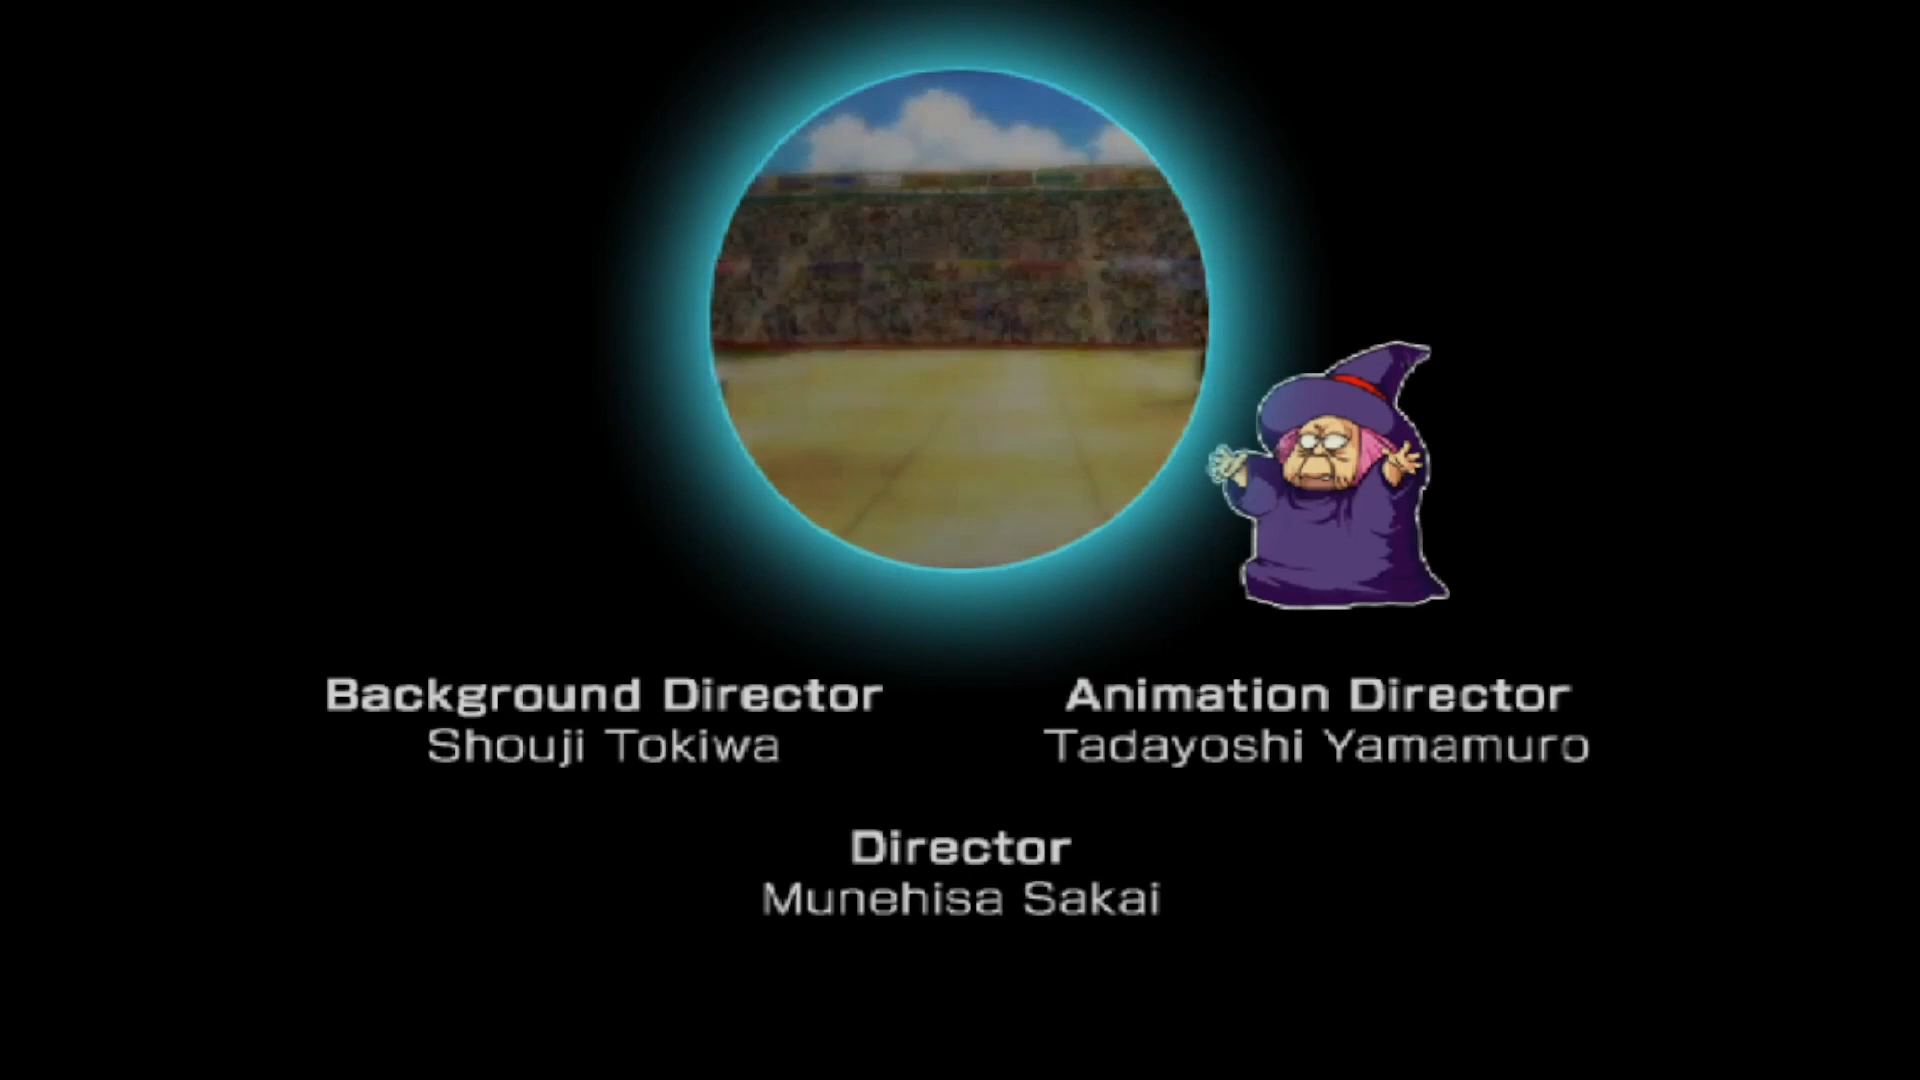 Background Director
Shouji Tokiwa
Animation Director
Tadayoshi Yamamuro
Director
Munehisa Sakai